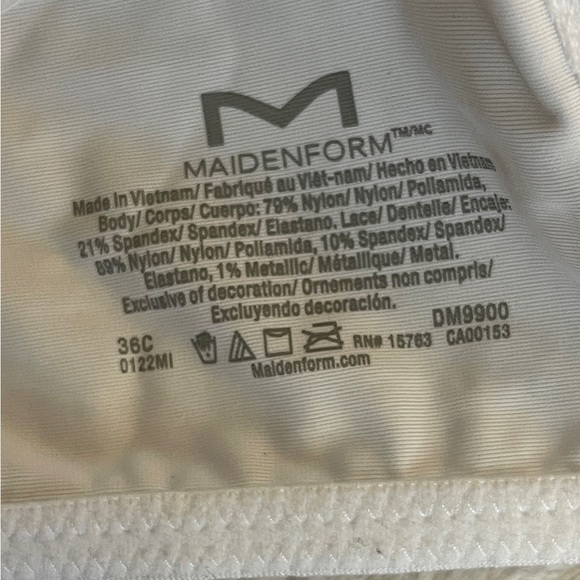 MAIDENFORM™/MC
Made in Vietnam/ Fabriqué au Viêt-nam/ Hecho en Vietnam,
Body/ Corps/ Cuerpo: 79% Nylon/ Nylon/ Poliamida,
21% Spandex/ Spandex/ Elastano. Lace/ Dentelle/ Encaje:
89% Nylon/ Nylon/ Poliamida, 10% Spandex/ Spandex/
Elastano, 1% Metallic/ Métallique/ Metal.
Exclusive of decoration/ Ornements non compris/
Excluyendo decoración.
36C DM9900
0122MI RN# 15763 CA00153
Maidenform.com